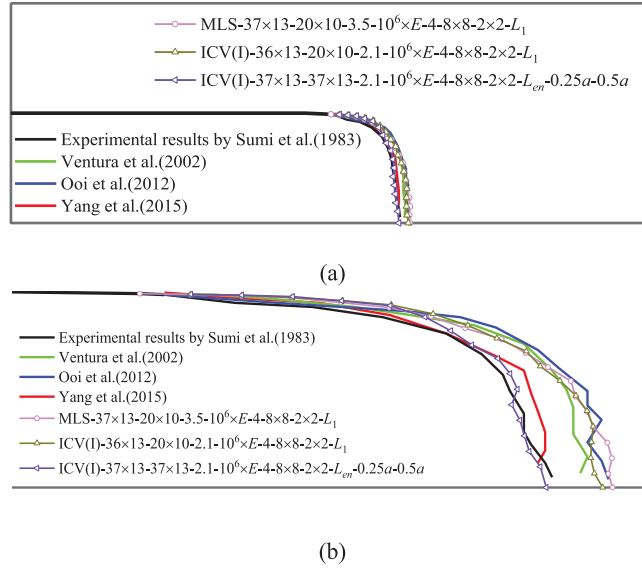 MLS-37×13-20×10-3.5-10⁶×E-4-8×8-2×2-L₁
ICV(I)-36×13-20×10-2.1-10⁶×E-4-8×8-2×2-L₁
ICV(I)-37×13-37×13-2.1-10⁶×E-4-8×8-2×2-Lₑₙ-0.25a-0.5a
Experimental results by Sumi et al.(1983)
Ventura et al.(2002)
Ooi et al.(2012)
Yang et al.(2015)
(a)
Experimental results by Sumi et al.(1983)
Ventura et al.(2002)
Ooi et al.(2012)
Yang et al.(2015)
MLS-37×13-20×10-3.5-10⁶×E-4-8×8-2×2-L₁
ICV(I)-36×13-20×10-2.1-10⁶×E-4-8×8-2×2-L₁
ICV(I)-37×13-37×13-2.1-10⁶×E-4-8×8-2×2-Lₑₙ-0.25a-0.5a
(b)